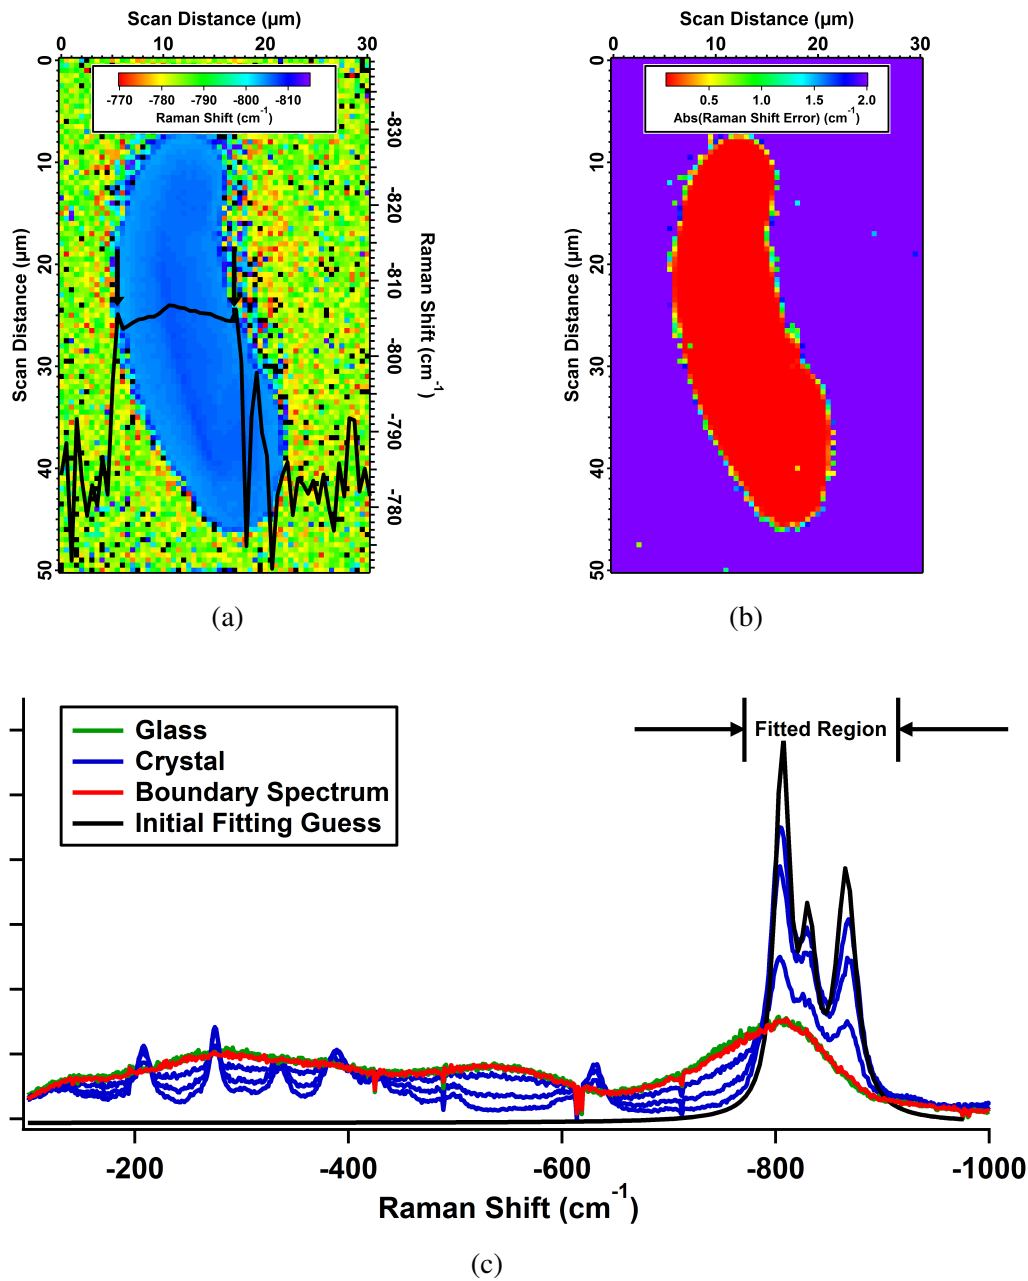 Scan Distance (µm)
0 10 20 30
-770 -780 -790 -800 -810
Raman Shift (cm⁻¹)
0
10
20
30
40
50
Scan Distance (µm)
-830
-820
-810
-800
-790
-780
Raman Shift (cm⁻¹)
(a)
Scan Distance (µm)
0 10 20 30
0.5 1.0 1.5 2.0
Abs(Raman Shift Error) (cm⁻¹)
0
10
20
30
40
50
Scan Distance (µm)
(b)
Glass
Crystal
Boundary Spectrum
Initial Fitting Guess
Fitted Region
-200 -400 -600 -800 -1000
Raman Shift (cm⁻¹)
(c)